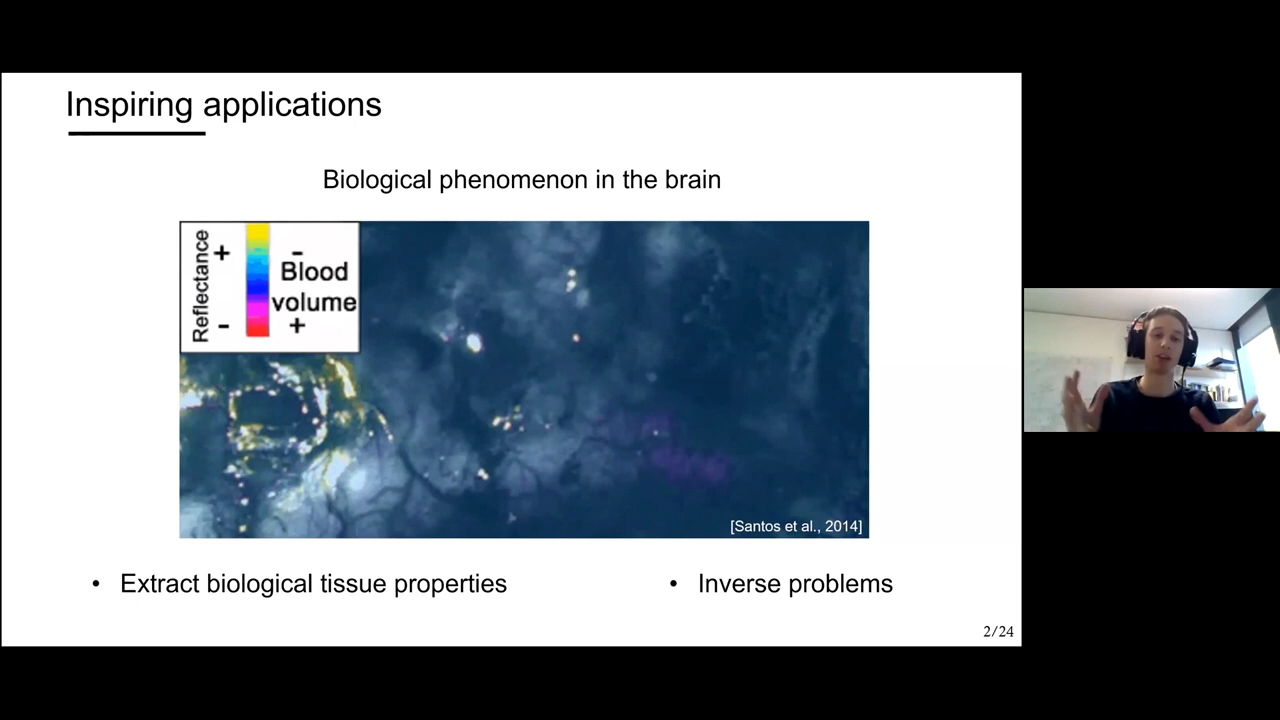 Inspiring applications
Biological phenomenon in the brain
Reflectance
+
-
-
Blood
volume
+
[Santos et al., 2014]
• Extract biological tissue properties
• Inverse problems
2/24